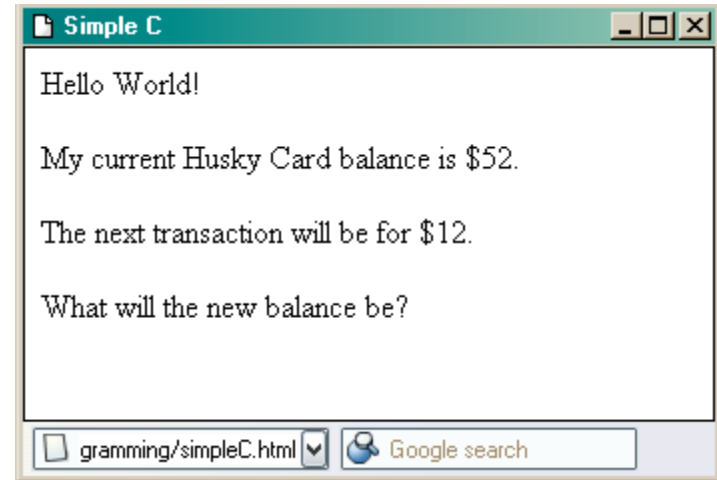 Simple C
Hello World!
My current Husky Card balance is $52.
The next transaction will be for $12.
What will the new balance be?
gramming/simpleC.html Google search